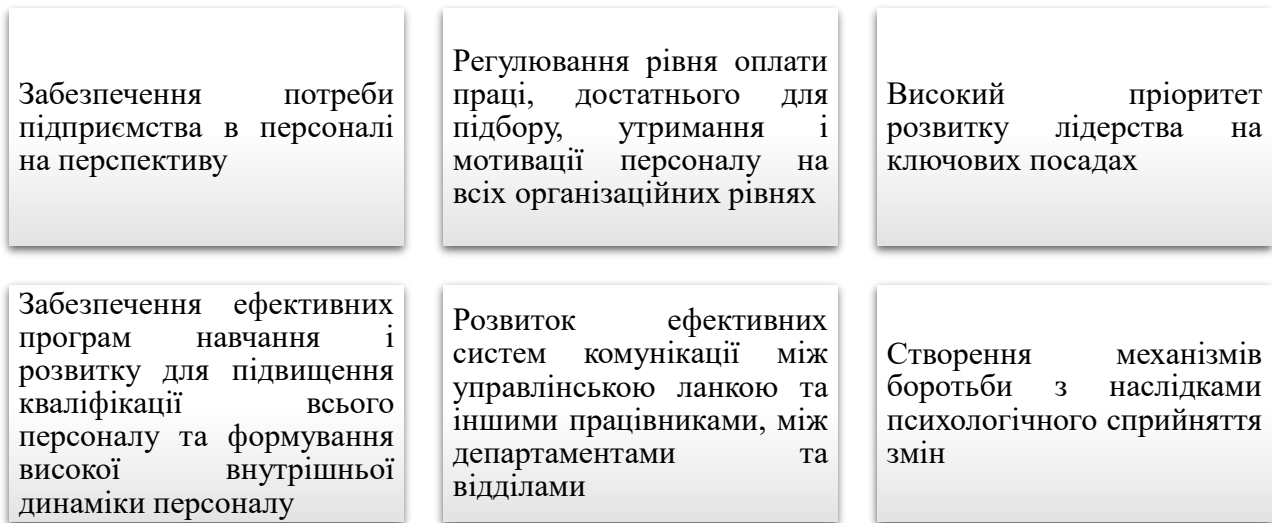 Забезпечення потреби
підприємства в персоналі
на перспективу
Регулювання рівня оплати
праці, достатнього для
підбору, утримання і
мотивації персоналу на
всіх організаційних рівнях
Високий пріоритет
розвитку лідерства на
ключових посадах
Забезпечення ефективних
програм навчання і
розвитку для підвищення
кваліфікації всього
персоналу та формування
високої внутрішньої
динаміки персоналу
Розвиток ефективних
систем комунікації між
управлінською ланкою та
іншими працівниками, між
департаментами та
відділами
Створення механізмів
боротьби з наслідками
психологічного сприйняття
змін